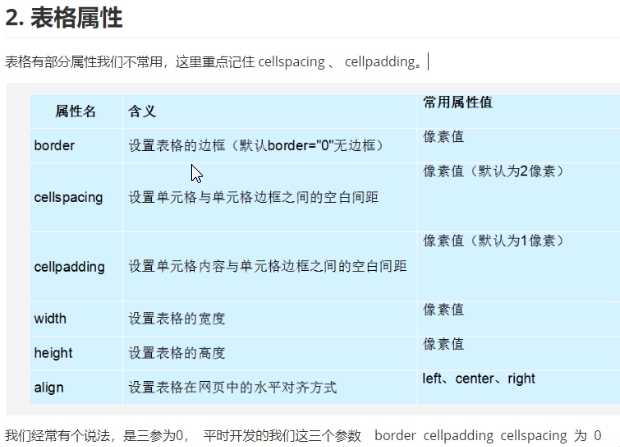 2. 表格属性
表格有部分属性我们不常用，这里重点记住 cellspacing 、 cellpadding。
属性名 含义 常用属性值
border 设置表格的边框（默认border="0"无边框） 像素值
cellspacing 设置单元格与单元格边框之间的空白间距 像素值（默认为2像素）
cellpadding 设置单元格内容与单元格边框之间的空白间距 像素值（默认为1像素）
width 设置表格的宽度 像素值
height 设置表格的高度 像素值
align 设置表格在网页中的水平对齐方式 left、center、right
我们经常有个说法，是三参为0， 平时开发的我们这三个参数 border cellpadding cellspacing 为 0